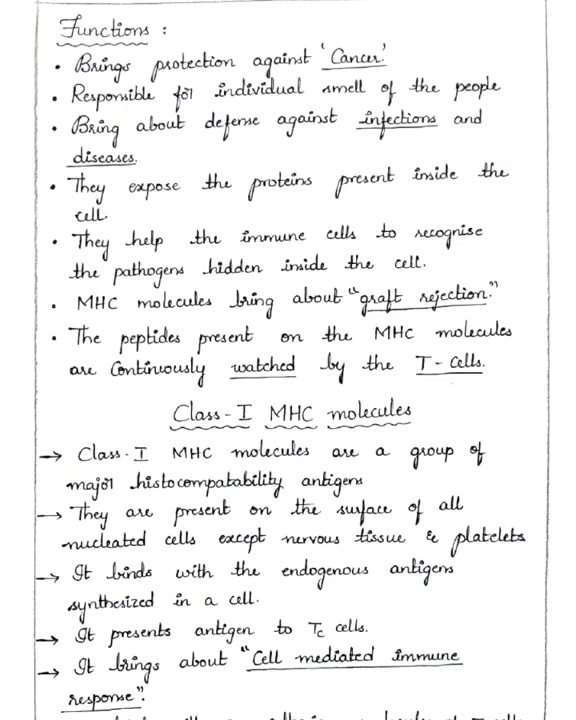 Functions :
• Brings protection against 'Cancer'
• Responsible for individual smell of the people
• Bring about defense against infections and
diseases.
• They expose the proteins present inside the
cell.
• They help the immune cells to recognise
the pathogens hidden inside the cell.
• MHC molecules bring about "graft rejection."
• The peptides present on the MHC molecules
are Continuously watched by the T-Cells.
Class-I MHC molecules
→ Class-I MHC molecules are a group of
major histocompatability antigens
→ They are present on the surface of all
nucleated cells except nervous tissue & platelets
→ It binds with the endogenous antigens
synthesized in a cell.
→ It presents antigen to Tc cells.
→ It brings about "Cell mediated immune
response".